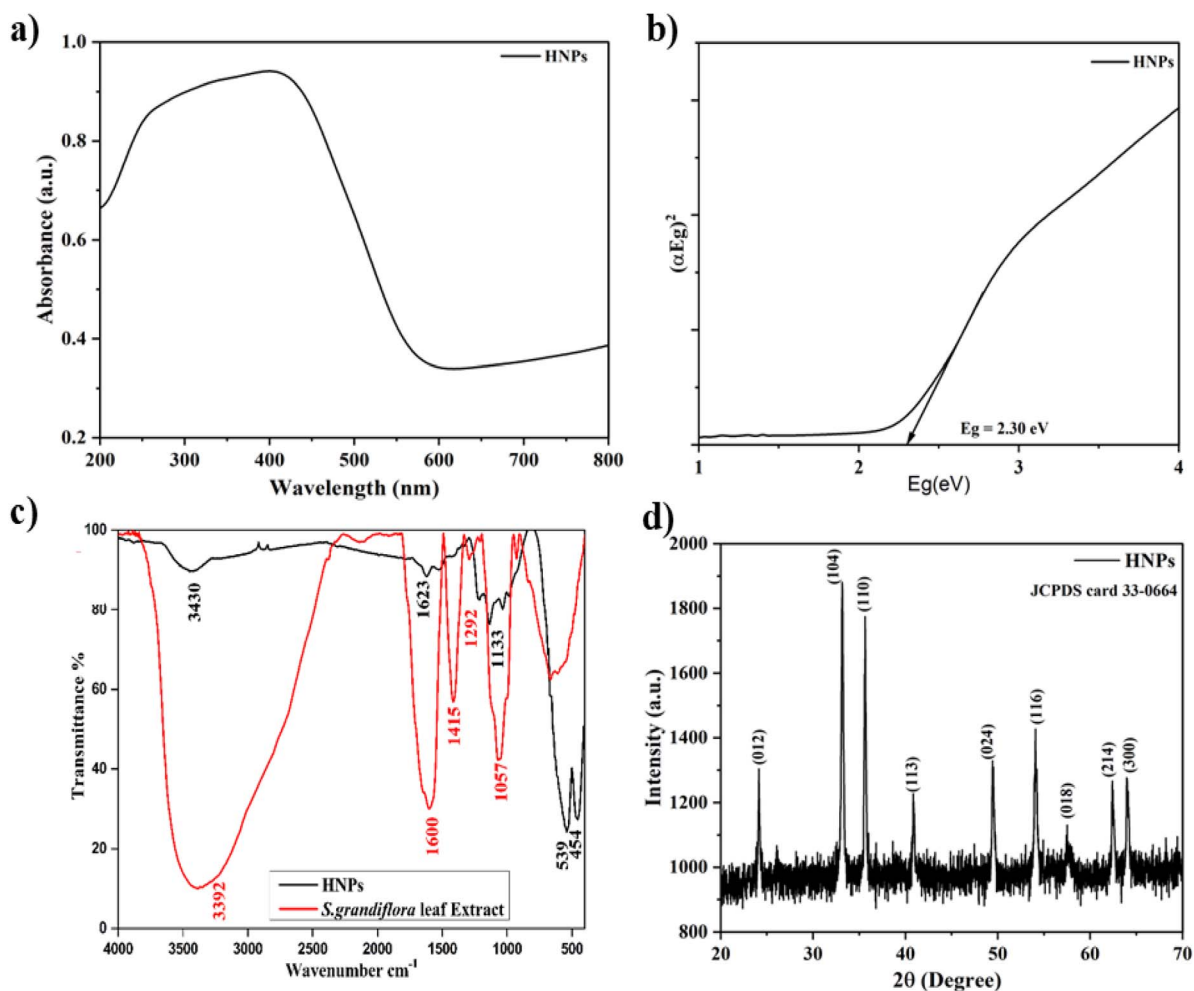 a)
1.0
0.8
0.6
0.4
0.2
HNPs
Absorbance (a.u.)
200 300 400 500 600 700 800
Wavelength (nm)
b)
HNPs
(αEg)²
Eg = 2.30 eV
1 2 3 4
Eg(eV)
c)
100
80
60
40
20
0
Transmittance %
3430
1623
1292
1133
1415
1057
1600
539
454
3392
HNPs
S.grandiflora leaf Extract
4000 3500 3000 2500 2000 1500 1000 500
Wavenumber cm⁻¹
d)
2000
1800
1600
1400
1200
1000
800
Intensity (a.u.)
HNPs
JCPDS card 33-0664
(012)
(104)
(110)
(113)
(024)
(116)
(018)
(214)
(300)
20 30 40 50 60 70
2θ (Degree)